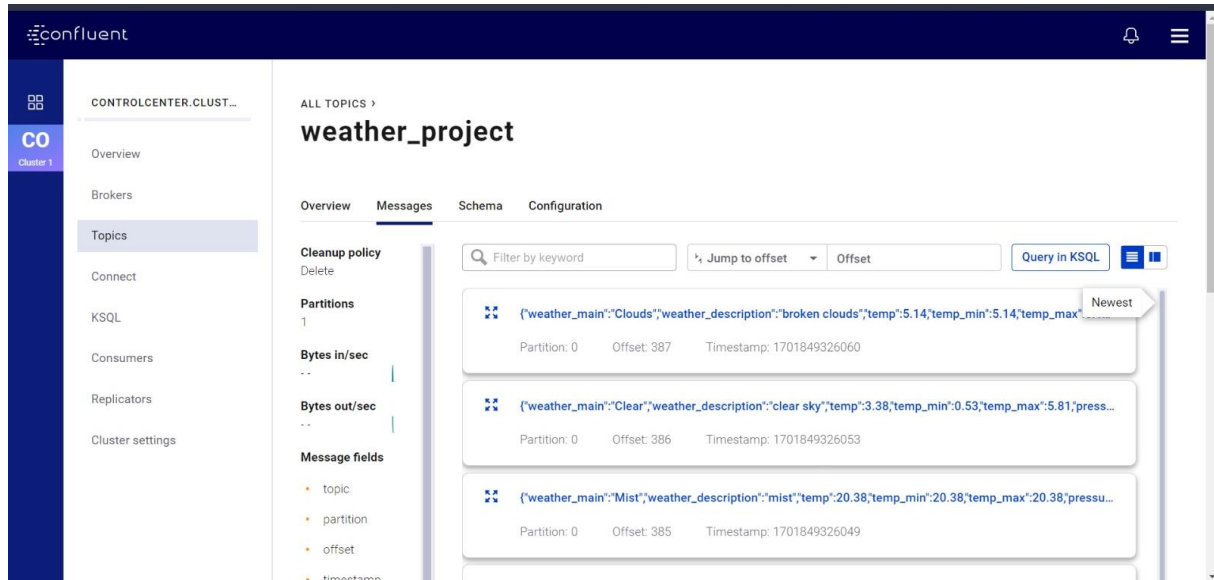 confluent
CO
Cluster 1
CONTROLCENTER.CLUST...
Overview
Brokers
Topics
Connect
KSQL
Consumers
Replicators
Cluster settings
ALL TOPICS ›
weather_project
Overview Messages Schema Configuration
Cleanup policy
Delete
Partitions
1
Bytes in/sec
--
Bytes out/sec
--
Message fields
• topic
• partition
• offset
• timestamp
Filter by keyword Jump to offset Offset Query in KSQL
Newest
{"weather_main":"Clouds","weather_description":"broken clouds","temp":5.14,"temp_min":5.14,"temp_max"
Partition: 0 Offset: 387 Timestamp: 1701849326060
{"weather_main":"Clear","weather_description":"clear sky","temp":3.38,"temp_min":0.53,"temp_max":5.81,"press...
Partition: 0 Offset: 386 Timestamp: 1701849326053
{"weather_main":"Mist","weather_description":"mist","temp":20.38,"temp_min":20.38,"temp_max":20.38,"pressu...
Partition: 0 Offset: 385 Timestamp: 1701849326049